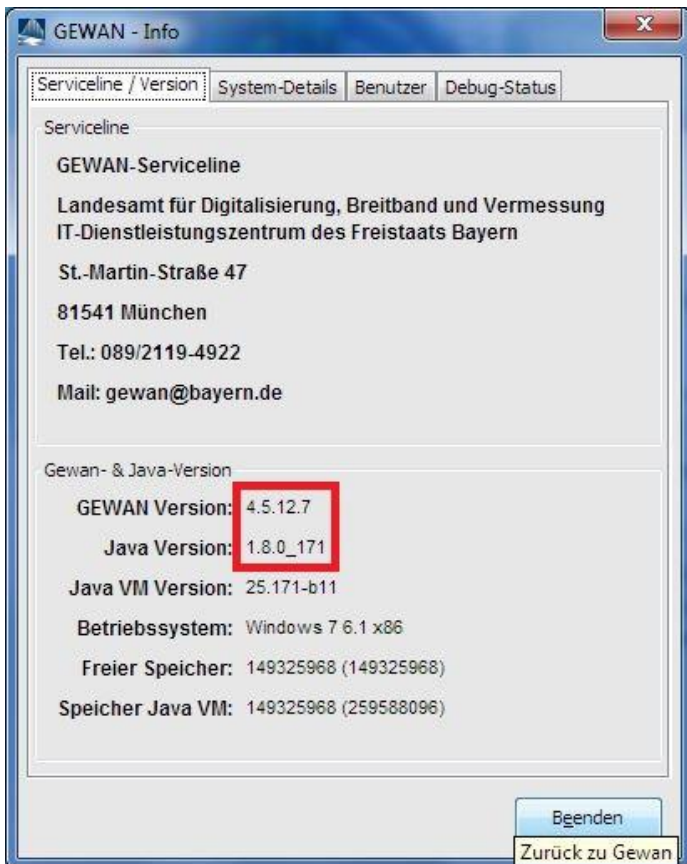 GEWAN - Info
Serviceline / Version System-Details Benutzer Debug-Status
Serviceline
GEWAN-Serviceline
Landesamt für Digitalisierung, Breitband und Vermessung
IT-Dienstleistungszentrum des Freistaats Bayern
St.-Martin-Straße 47
81541 München
Tel.: 089/2119-4922
Mail: gewan@bayern.de
Gewan- & Java-Version
GEWAN Version: 4.5.12.7
Java Version: 1.8.0_171
Java VM Version: 25.171-b11
Betriebssystem: Windows 7 6.1 x86
Freier Speicher: 149325968 (149325968)
Speicher Java VM: 149325968 (259588096)
Beenden
Zurück zu Gewan